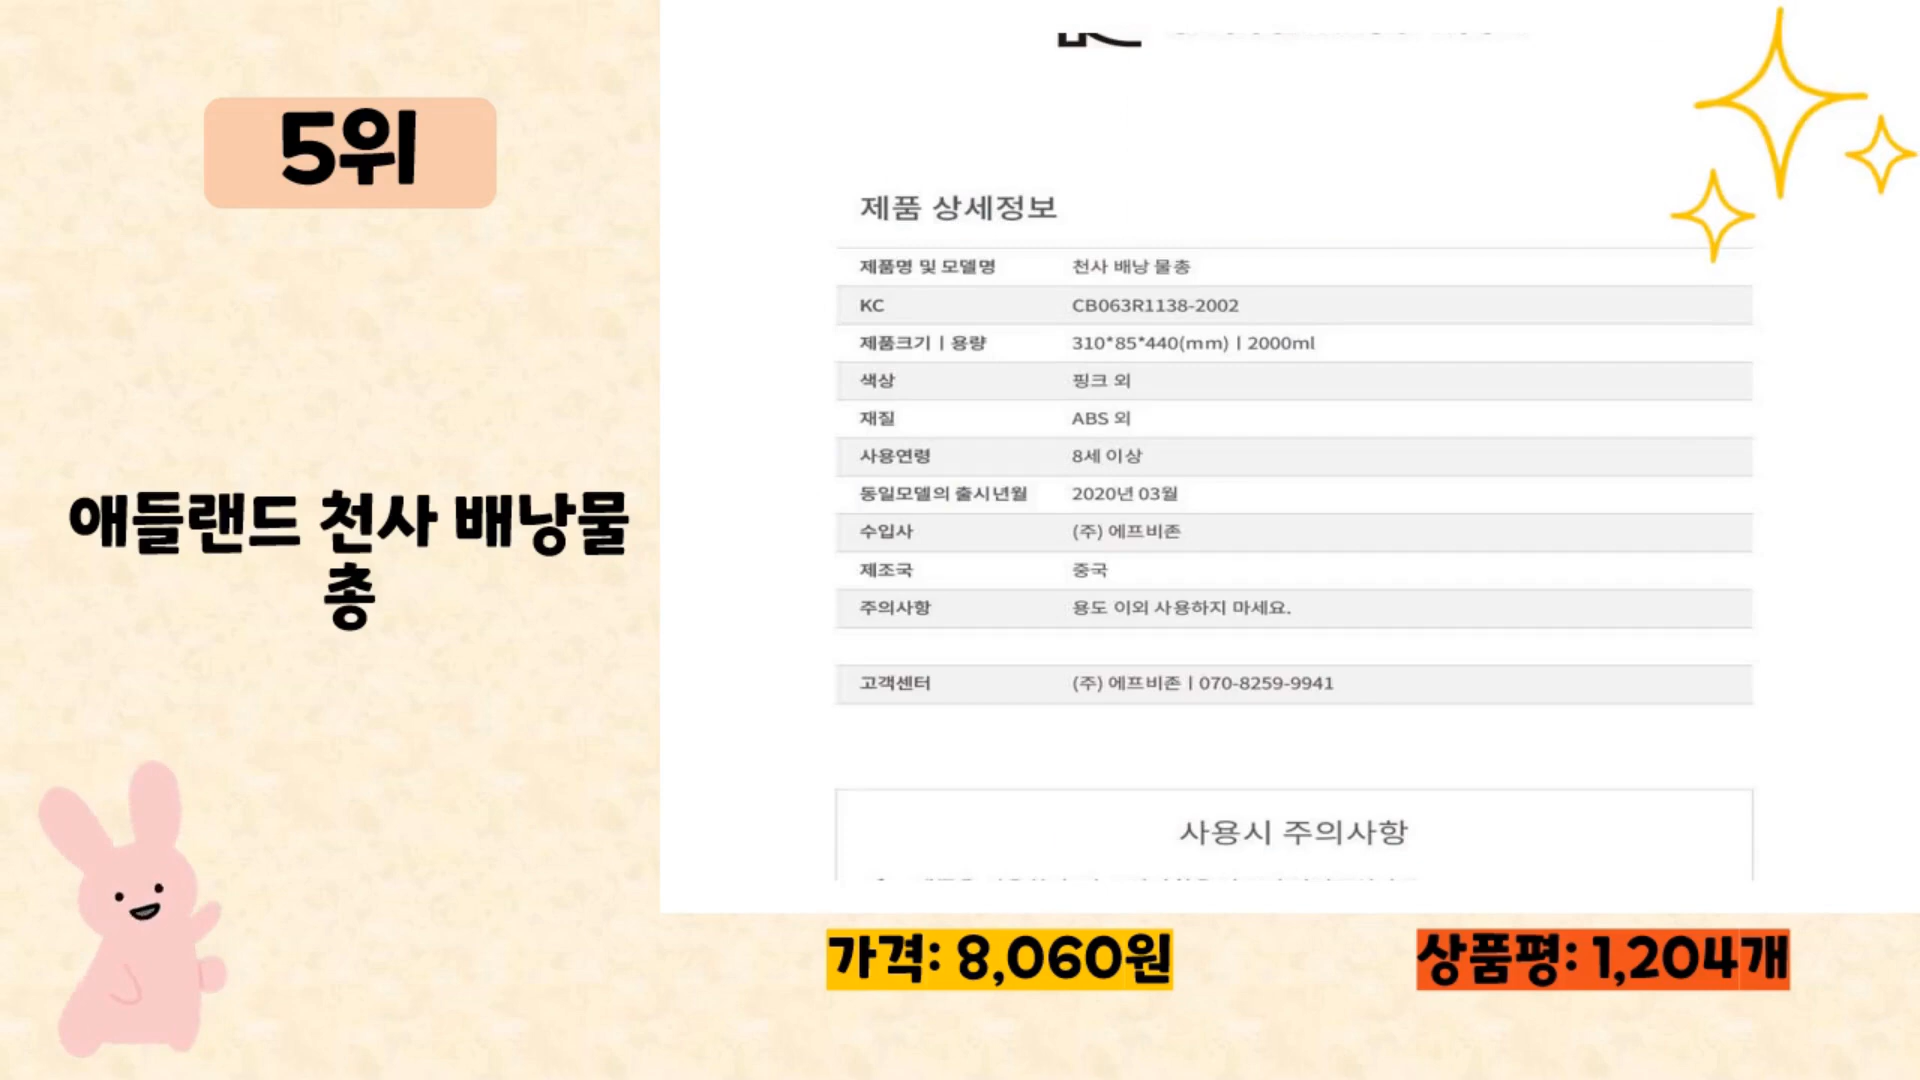 5위
애들랜드 천사 배낭물
총
제품 상세정보
제품명 및 모델명 천사 배낭 물총
KC CB063R1138-2002
제품크기 | 용량 310*85*440(mm) | 2000ml
색상 핑크 외
재질 ABS 외
사용연령 8세 이상
동일모델의 출시년월 2020년 03월
수입사 (주) 에프비존
제조국 중국
주의사항 용도 이외 사용하지 마세요.
고객센터 (주) 에프비존 | 070-8259-9941
사용시 주의사항
가격: 8,060원
상품평: 1,204개